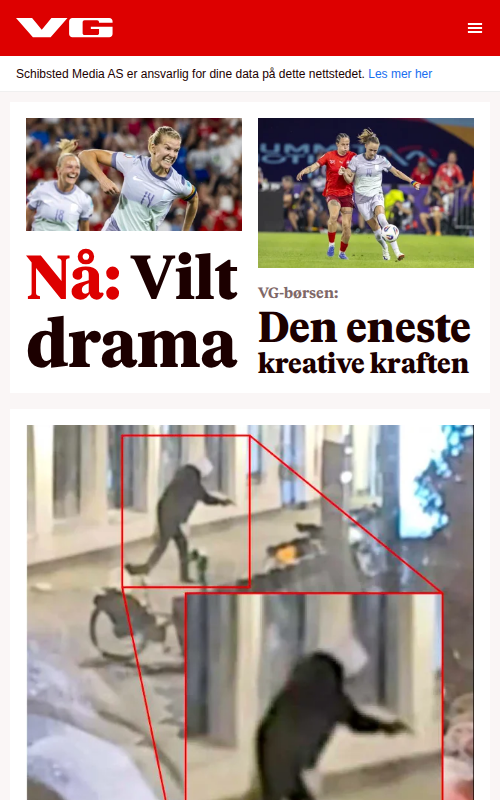 VG
Schibsted Media AS er ansvarlig for dine data på dette nettstedet. Les mer her
Nå: Vilt
drama
VG-børsen:
Den eneste
kreative kraften